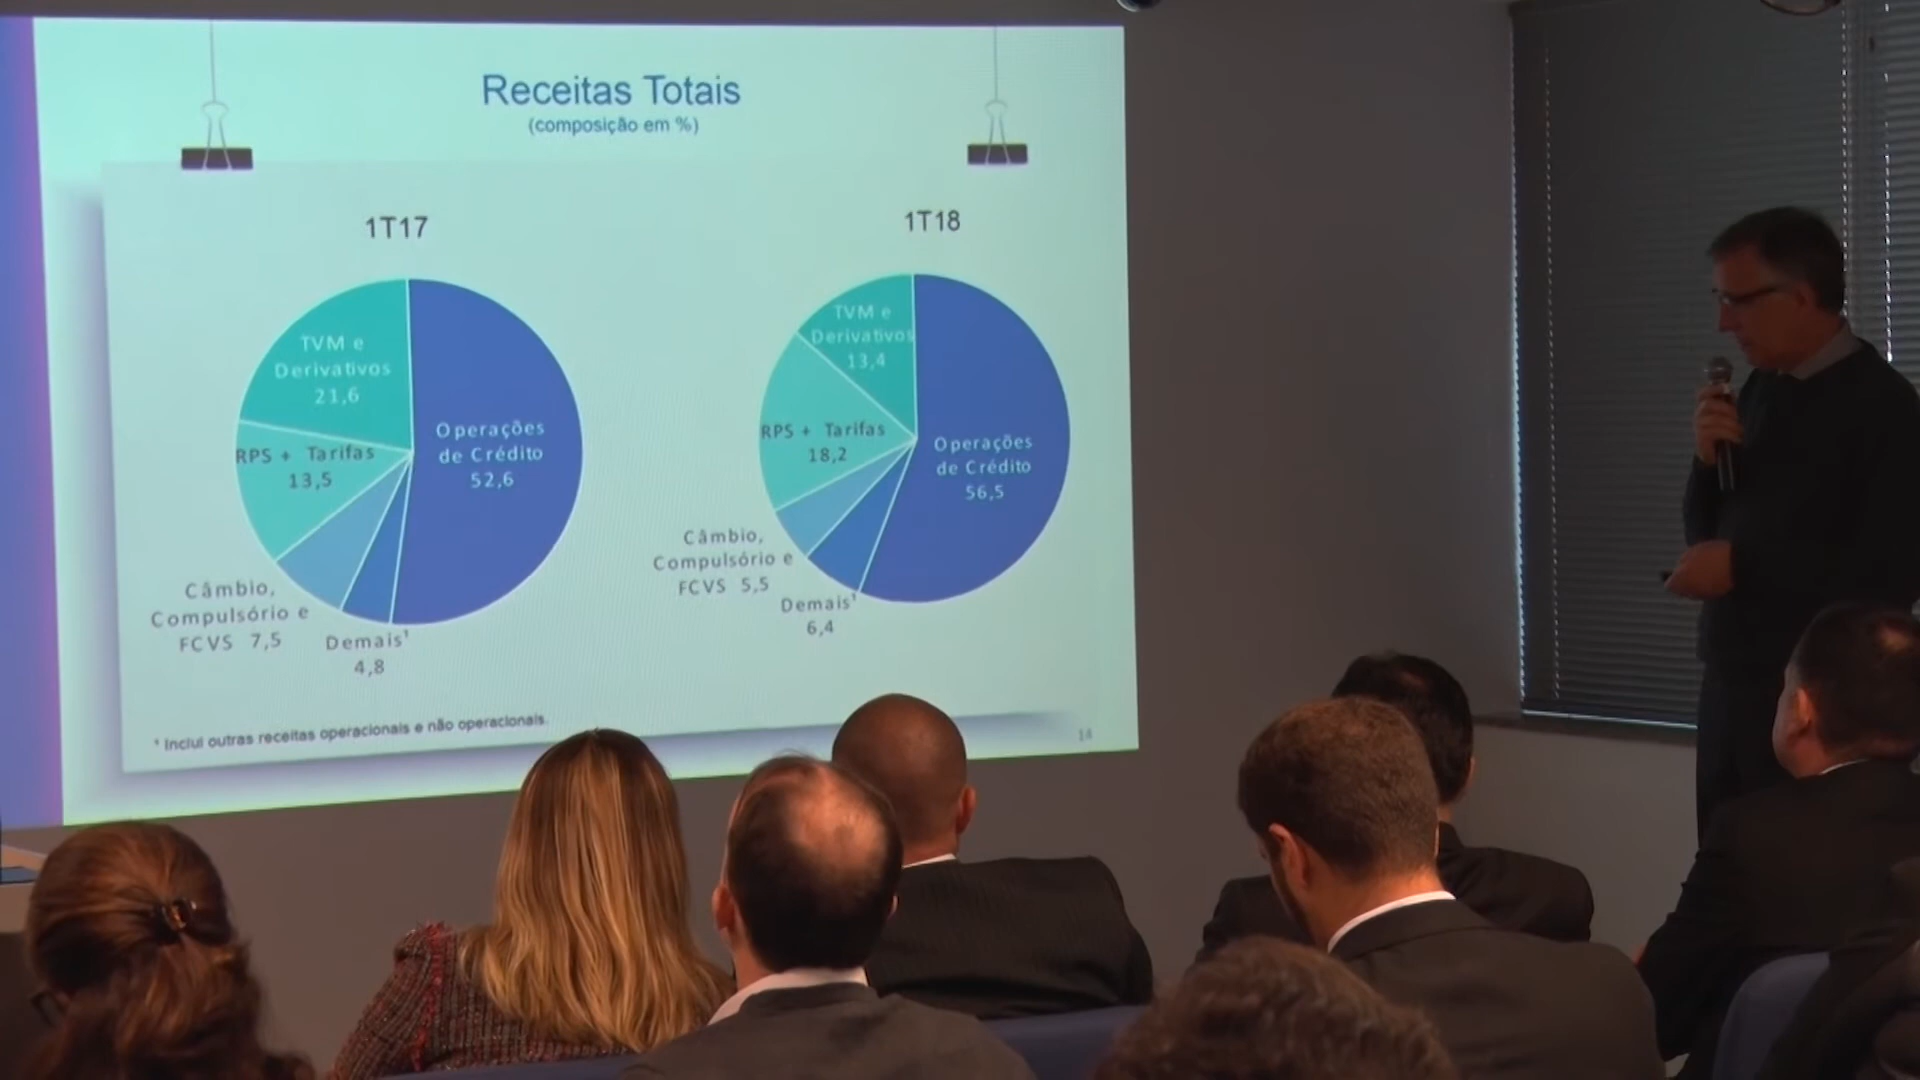 Receitas Totais
(composição em %)
1T17
1T18
TVM e
Derivativos
21,6
RPS + Tarifas
13,5
Operações
de Crédito
52,6
Câmbio,
Compulsório e
FCVS 7,5
Demais¹
4,8
TVM e
Derivativos
13,4
RPS + Tarifas
18,2
Operações
de Crédito
56,5
Câmbio,
Compulsório e
FCVS 5,5
Demais¹
6,4
¹ Inclui outras receitas operacionais e não operacionais.
14